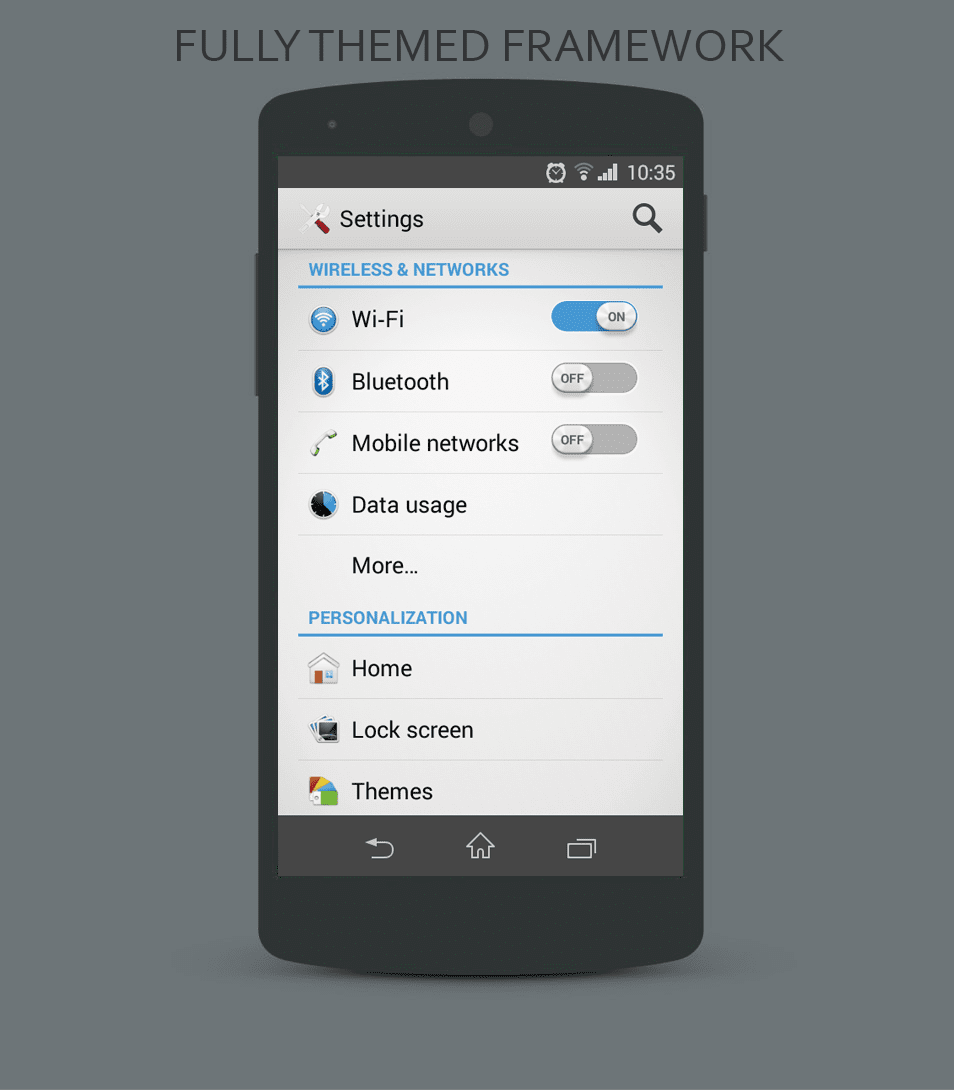 FULLY THEMED FRAMEWORK
10:35
Settings
WIRELESS & NETWORKS
Wi-Fi ON
Bluetooth OFF
Mobile networks OFF
Data usage
More...
PERSONALIZATION
Home
Lock screen
Themes